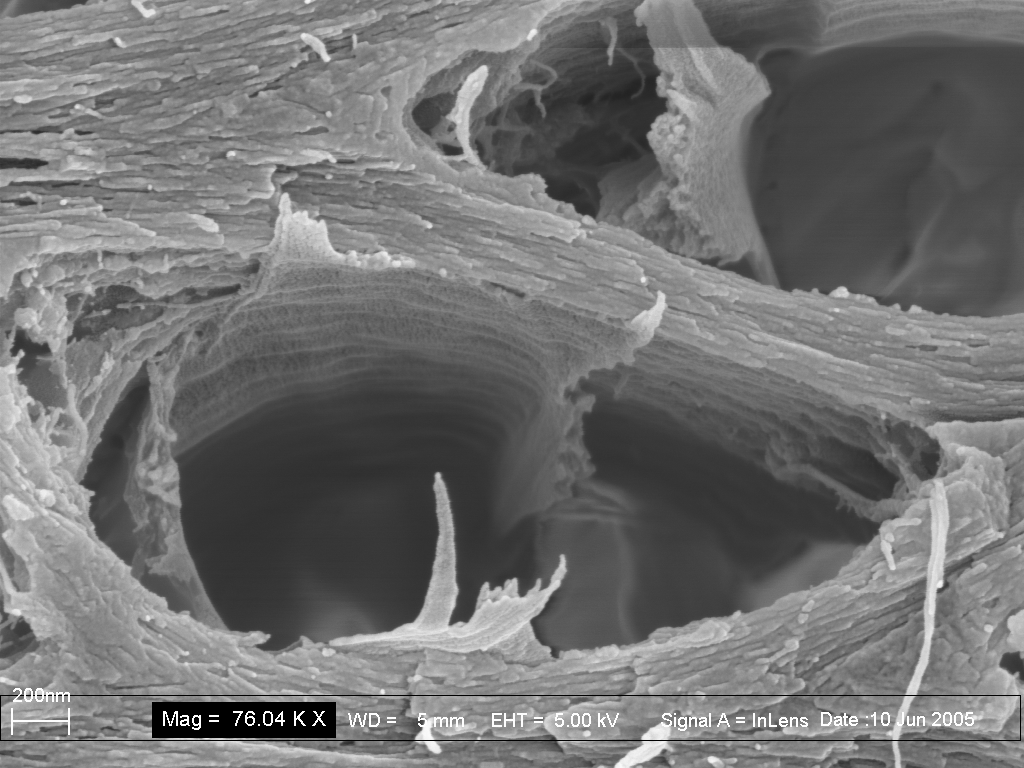 200nm
Mag = 76.04 K X WD = 5 mm EHT = 5.00 kV Signal A = InLens Date :10 Jun 2005